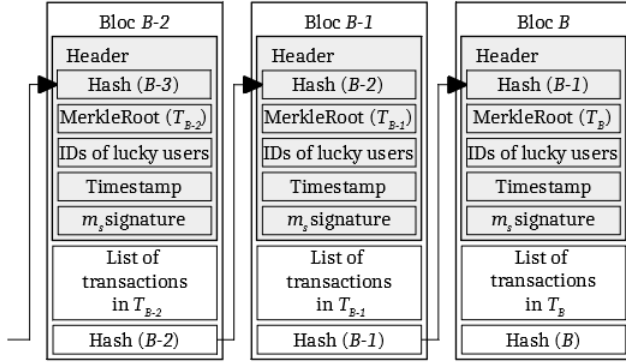 Bloc B-2
Header
Hash (B-3)
MerkleRoot (T_B-2)
IDs of lucky users
Timestamp
m_s signature
List of
transactions
in T_B-2
Hash (B-2)
Bloc B-1
Header
Hash (B-2)
MerkleRoot (T_B-1)
IDs of lucky users
Timestamp
m_s signature
List of
transactions
in T_B-1
Hash (B-1)
Bloc B
Header
Hash (B-1)
MerkleRoot (T_B)
IDs of lucky users
Timestamp
m_s signature
List of
transactions
in T_B
Hash (B)